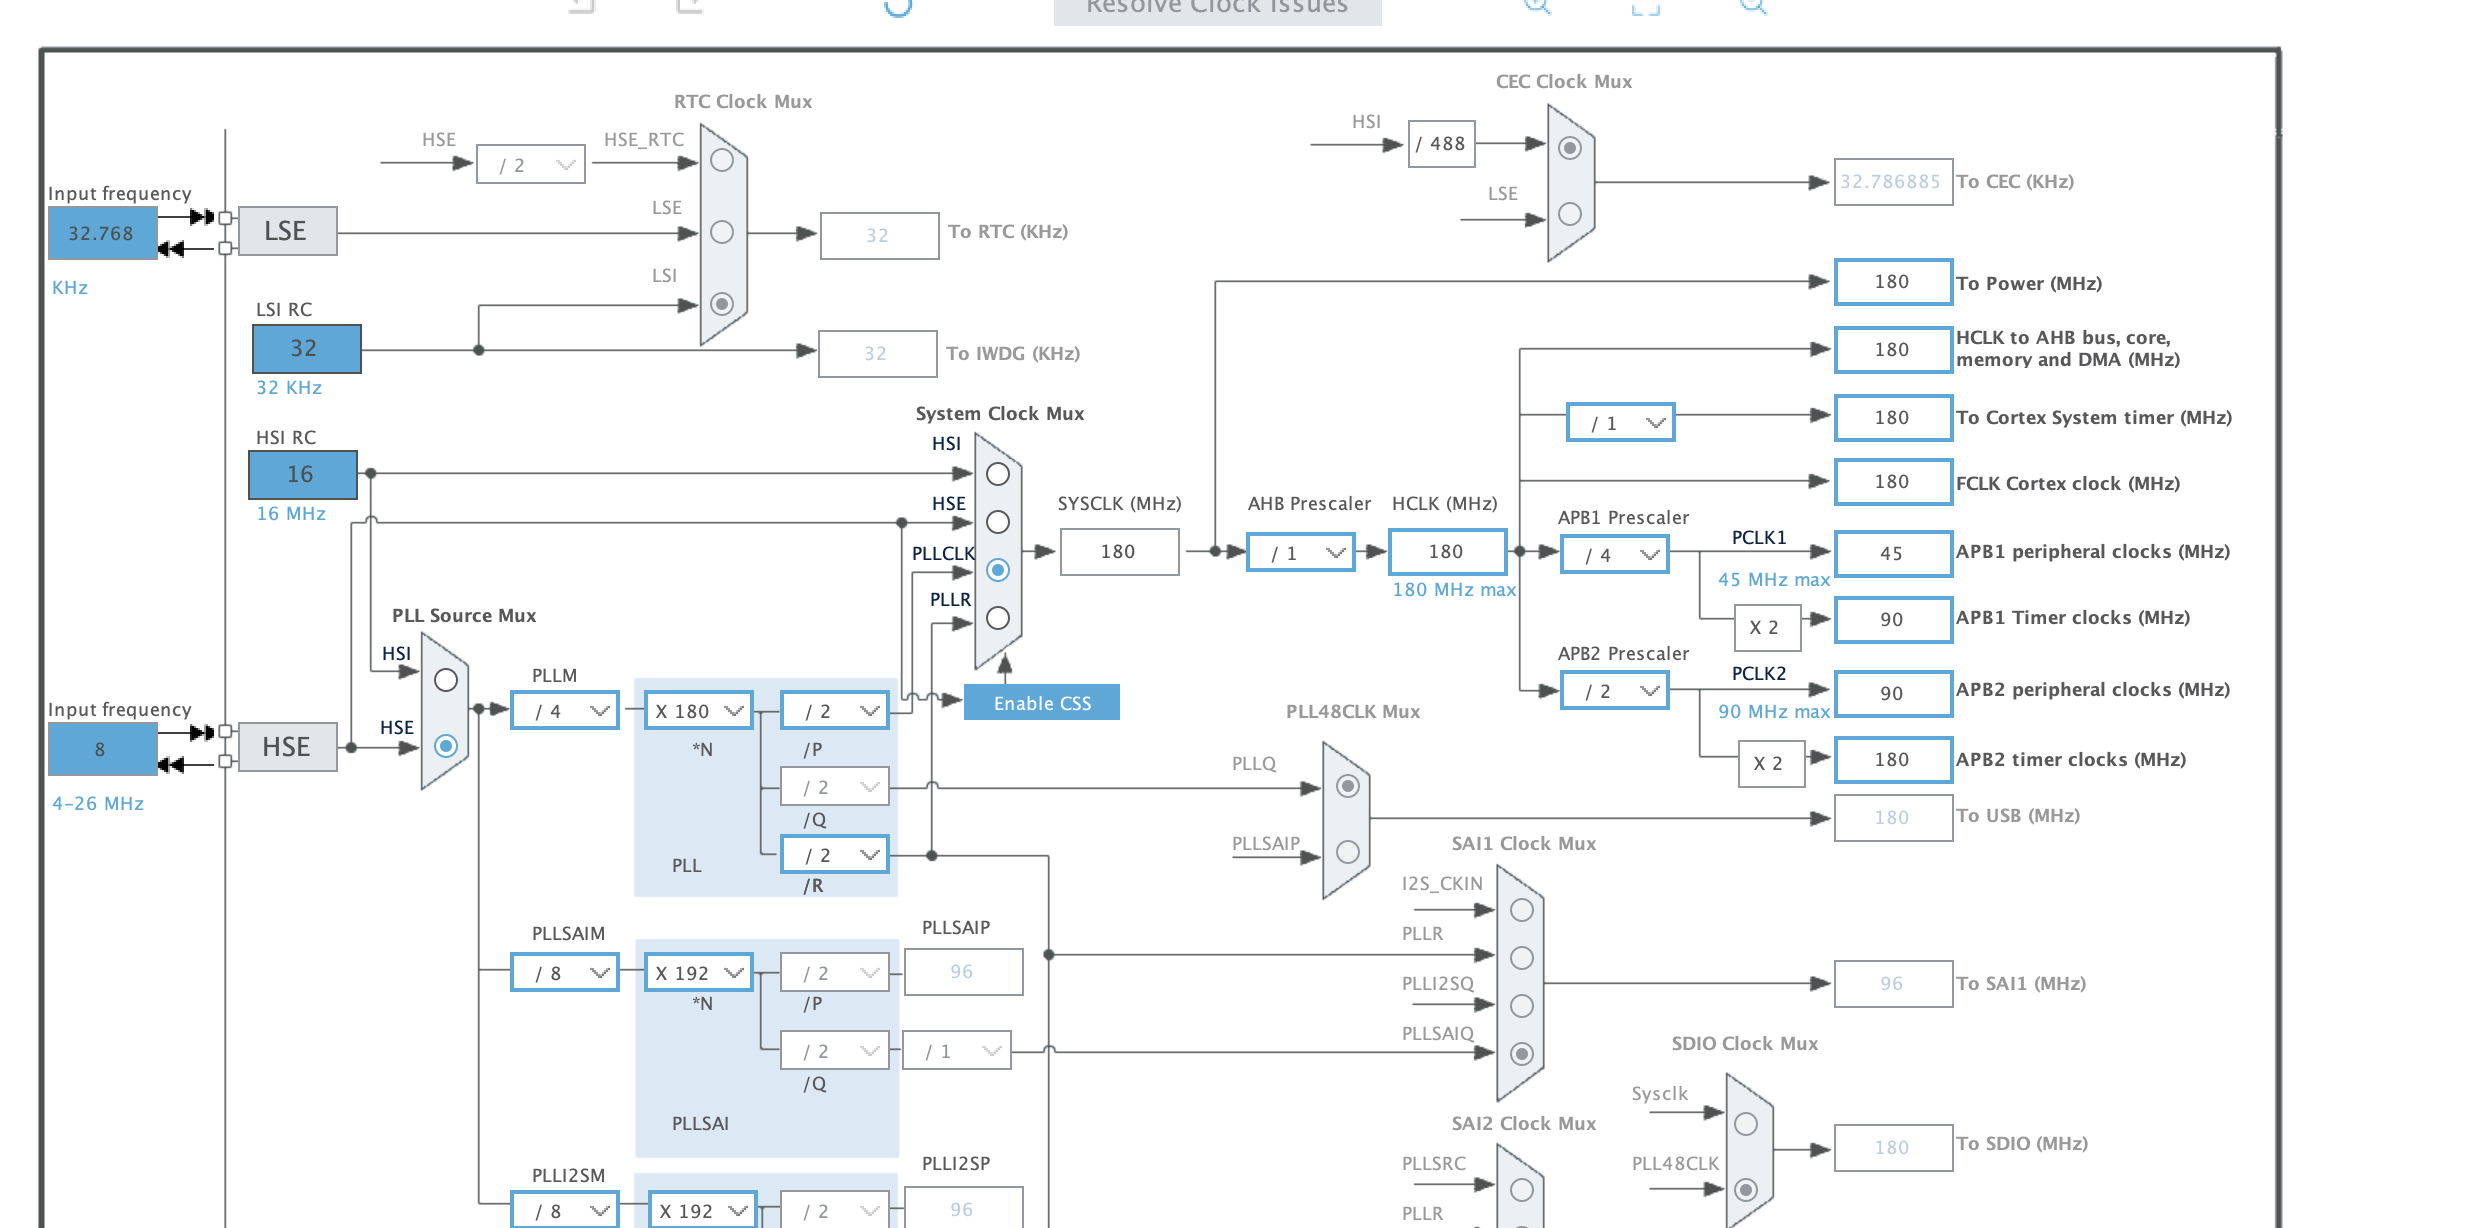 Resolve Clock Issues
RTC Clock Mux
HSE
/ 2
HSE_RTC
LSE
LSI
32
To RTC (KHz)
CEC Clock Mux
HSI
/ 488
LSE
32.786885
To CEC (KHz)
Input frequency
32.768
KHz
LSE
LSI RC
32
32 KHz
32
To IWDG (KHz)
HSI RC
16
16 MHz
System Clock Mux
HSI
HSE
PLLCLK
PLLR
SYSCLK (MHz)
180
AHB Prescaler
/ 1
HCLK (MHz)
180
180 MHz max
180
To Power (MHz)
180
HCLK to AHB bus, core,
memory and DMA (MHz)
/ 1
180
To Cortex System timer (MHz)
180
FCLK Cortex clock (MHz)
APB1 Prescaler
/ 4
PCLK1
45 MHz max
45
APB1 peripheral clocks (MHz)
X 2
90
APB1 Timer clocks (MHz)
APB2 Prescaler
/ 2
PCLK2
90 MHz max
90
APB2 peripheral clocks (MHz)
X 2
180
APB2 timer clocks (MHz)
PLL Source Mux
HSI
HSE
Input frequency
8
4-26 MHz
HSE
PLLM
/ 4
X 180
*N
/ 2
/P
/ 2
/Q
/ 2
/R
PLL
Enable CSS
PLL48CLK Mux
PLLQ
PLLSAIP
180
To USB (MHz)
SAI1 Clock Mux
I2S_CKIN
PLLR
PLLI2SQ
PLLSAIQ
96
To SAI1 (MHz)
PLLSAIM
/ 8
X 192
*N
/ 2
/P
PLLSAIP
96
/ 2
/Q
/ 1
PLLSAI
SDIO Clock Mux
Sysclk
PLL48CLK
180
To SDIO (MHz)
SAI2 Clock Mux
PLLSRC
PLLR
PLLI2SM
/ 8
X 192
/ 2
PLLI2SP
96